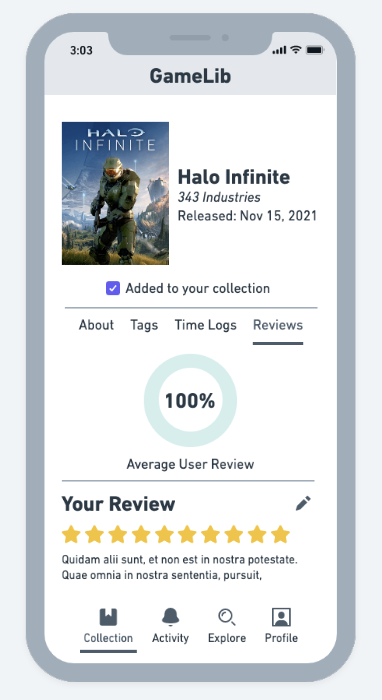 3:03
GameLib
HALO
INFINITE
Halo Infinite
343 Industries
Released: Nov 15, 2021
Added to your collection
About Tags Time Logs Reviews
100%
Average User Review
Your Review
Quidam alii sunt, et non est in nostra potestate.
Quae omnia in nostra sententia, pursuit,
Collection Activity Explore Profile